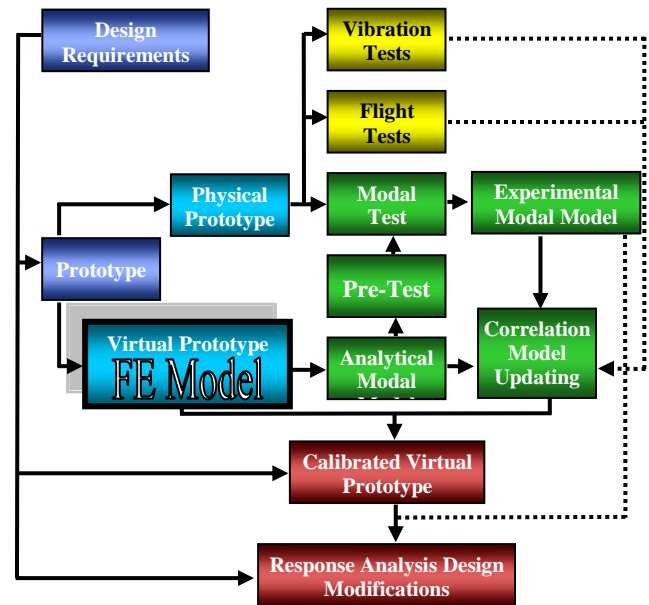 Design
Requirements
Vibration
Tests
Flight
Tests
Physical
Prototype
Modal
Test
Experimental
Modal Model
Prototype
Pre-Test
Virtual Prototype
FE Model
Analytical
Modal
Correlation
Model
Updating
Calibrated Virtual
Prototype
Response Analysis Design
Modifications